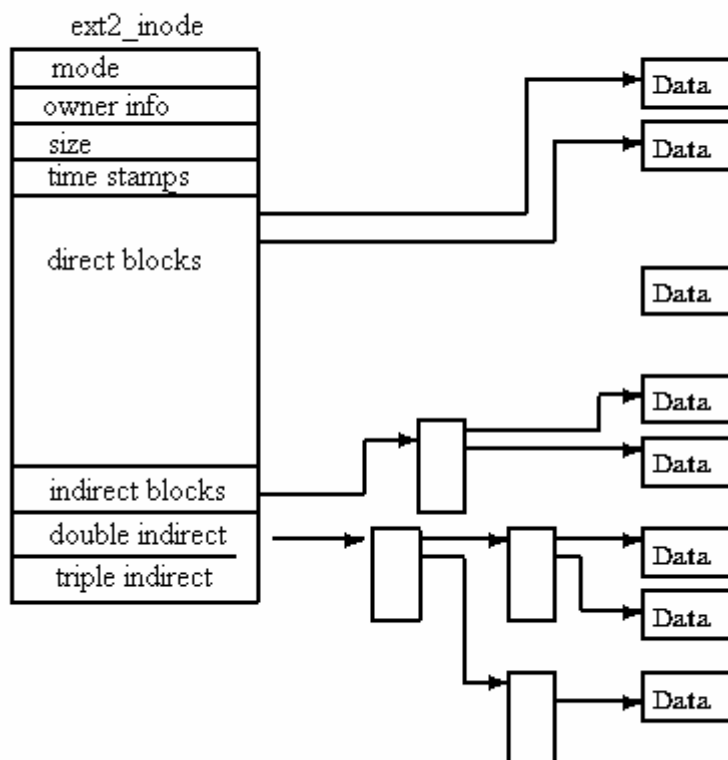 ext2_inode
mode
owner info
size
time stamps
direct blocks
indirect blocks
double indirect
triple indirect
Data
Data
Data
Data
Data
Data
Data
Data